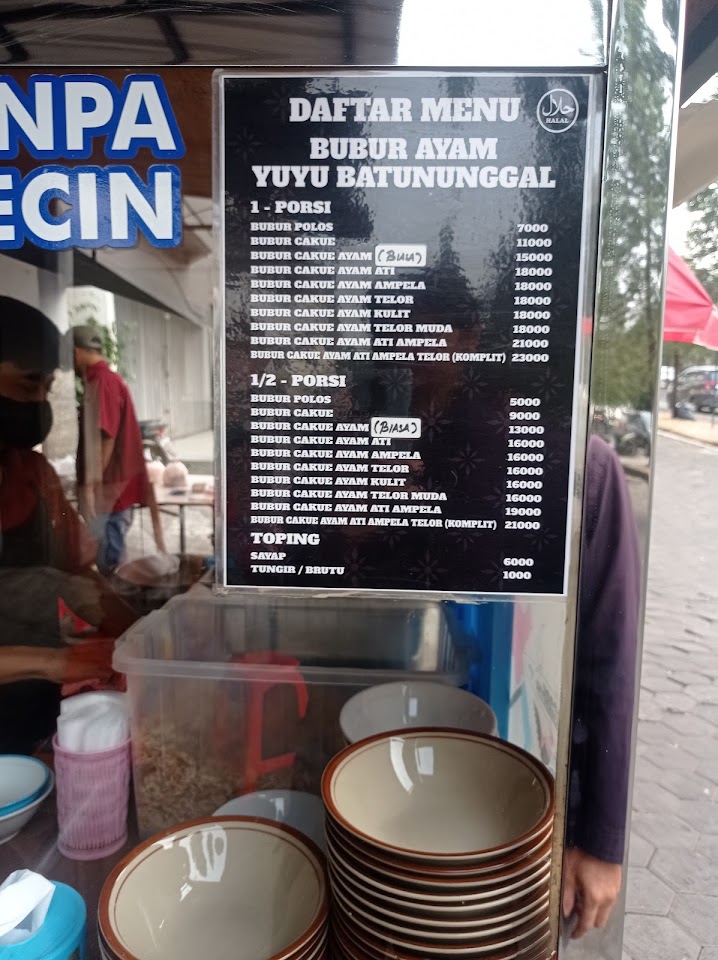 NPA
ECIN
DAFTAR MENU
حلال
HALAL
BUBUR AYAM
YUYU BATUNUNGGAL
1 - PORSI
BUBUR POLOS 7000
BUBUR CAKUE 11000
BUBUR CAKUE AYAM (BIASA) 15000
BUBUR CAKUE AYAM ATI 18000
BUBUR CAKUE AYAM AMPELA 18000
BUBUR CAKUE AYAM TELOR 18000
BUBUR CAKUE AYAM KULIT 18000
BUBUR CAKUE AYAM TELOR MUDA 18000
BUBUR CAKUE AYAM ATI AMPELA 21000
BUBUR CAKUE AYAM ATI AMPELA TELOR (KOMPLIT) 23000
1/2 - PORSI
BUBUR POLOS 5000
BUBUR CAKUE 9000
BUBUR CAKUE AYAM (BIASA) 13000
BUBUR CAKUE AYAM ATI 16000
BUBUR CAKUE AYAM AMPELA 16000
BUBUR CAKUE AYAM TELOR 16000
BUBUR CAKUE AYAM KULIT 16000
BUBUR CAKUE AYAM TELOR MUDA 16000
BUBUR CAKUE AYAM ATI AMPELA 19000
BUBUR CAKUE AYAM ATI AMPELA TELOR (KOMPLIT) 21000
TOPING
SAYAP 6000
TUNGIR / BRUTU 1000